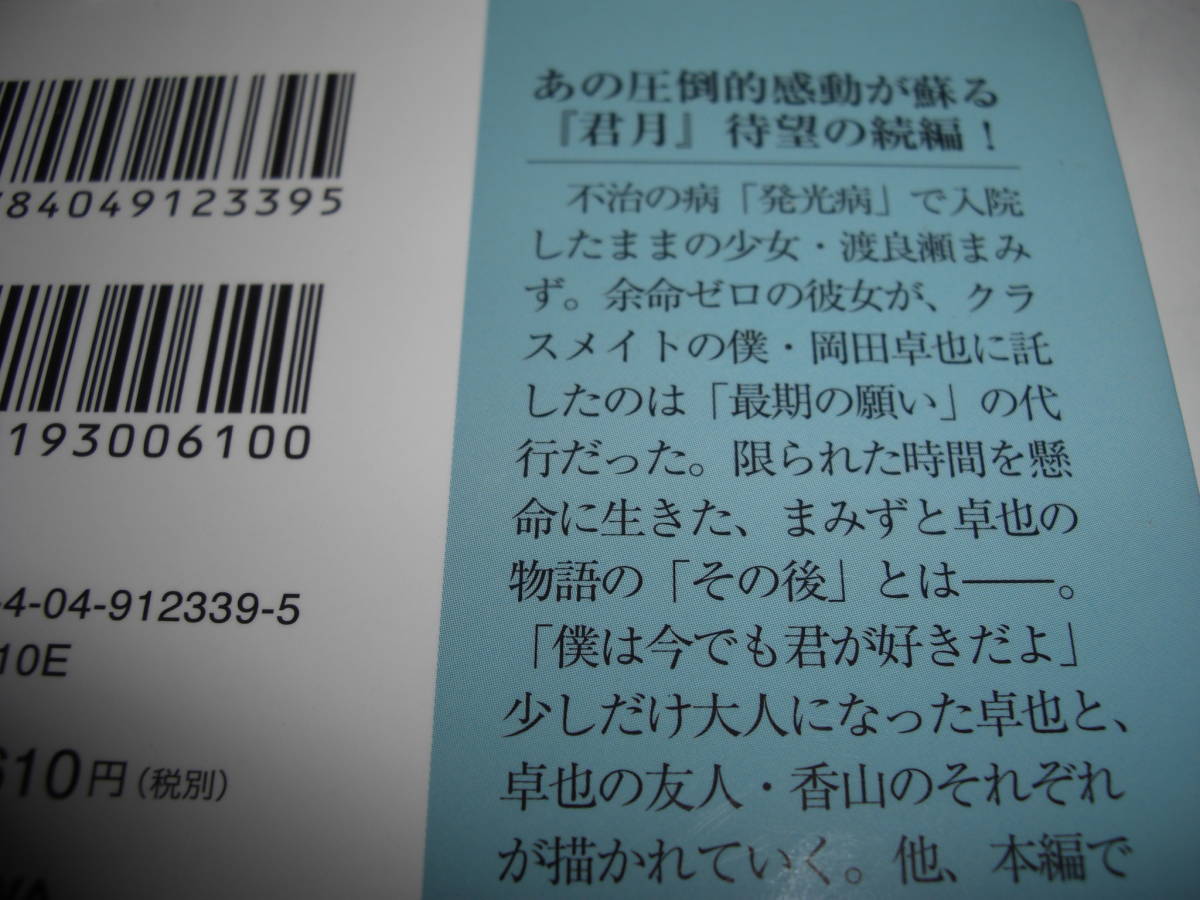 784049123395
193006100
-4-04-912339-5
10E
610円(税別)
あの圧倒的感動が蘇る
『君月』待望の続編!
不治の病「発光病」で入院
したままの少女・渡良瀬まみ
ず。余命ゼロの彼女が、クラ
スメイトの僕・岡田卓也に託
したのは「最期の願い」の代
行だった。限られた時間を懸
命に生きた、まみずと卓也の
物語の「その後」とは――。
「僕は今でも君が好きだよ」
少しだけ大人になった卓也と、
卓也の友人・香山のそれぞれ
が描かれていく。他、本編で